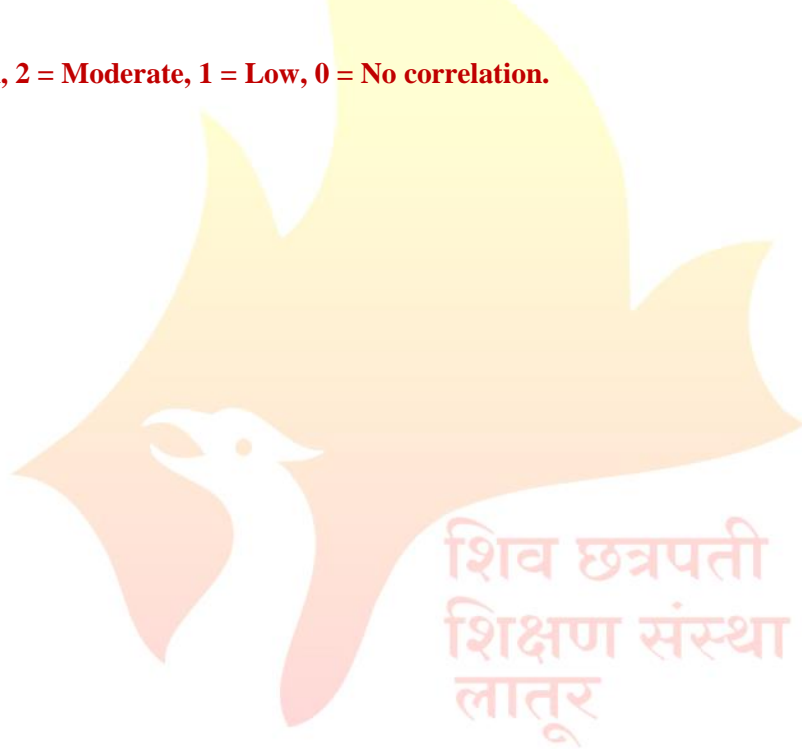 , 2 = Moderate, 1 = Low, 0 = No correlation.
शिव छत्रपती
शिक्षण संस्था
लातूर